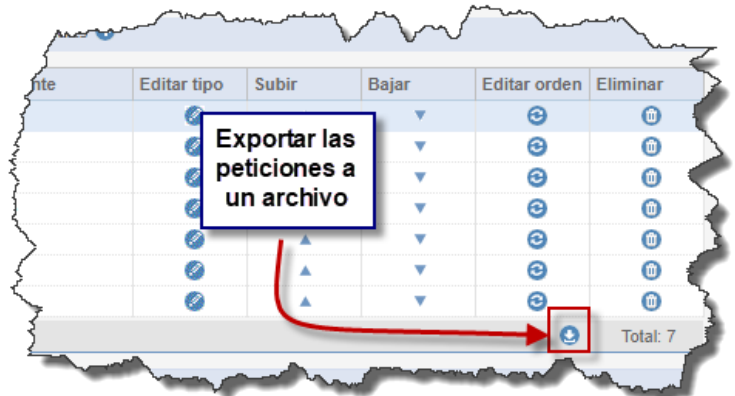 nte Editar tipo Subir Bajar Editar orden Eliminar
Exportar las
peticiones a
un archivo
Total: 7